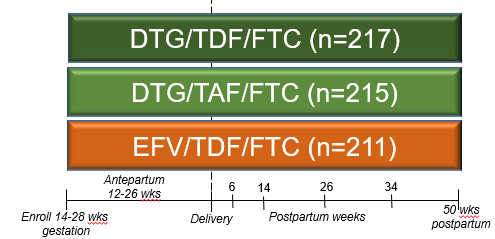 DTG/TDF/FTC (n=217)
DTG/TAF/FTC (n=215)
EFV/TDF/FTC (n=211)
Antepartum
12-26 wks
6 14 26 34
Enroll 14-28 wks
gestation
Delivery
Postpartum weeks
50 wks
postpartum